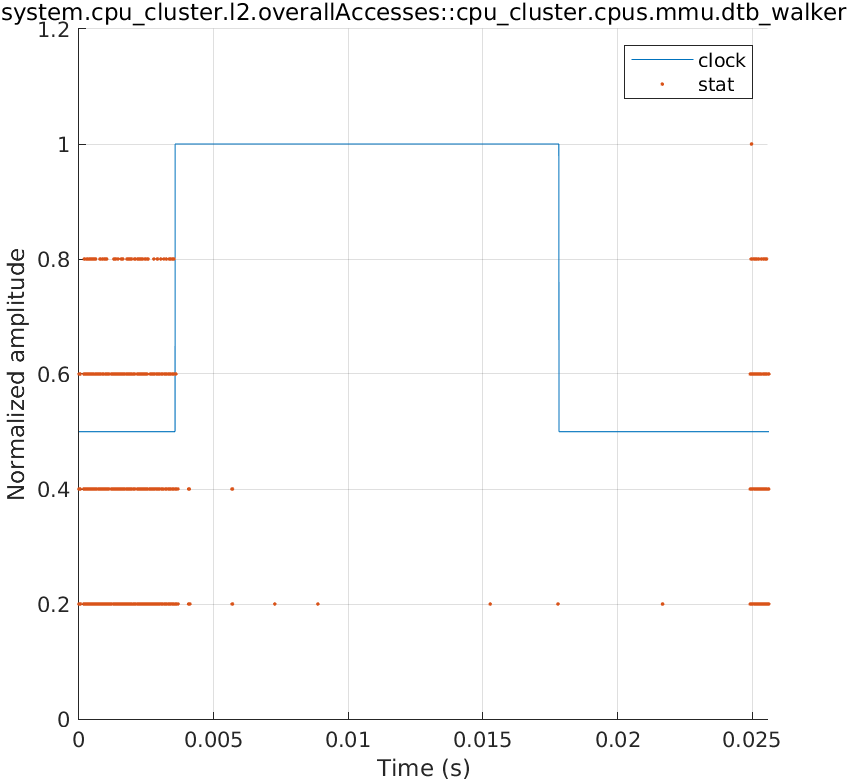 system.cpu_cluster.l2.overallAccesses::cpu_cluster.cpus.mmu.dtb_walker
1.2
1
0.8
0.6
0.4
0.2
0
Normalized amplitude
clock
stat
0 0.005 0.01 0.015 0.02 0.025
Time (s)